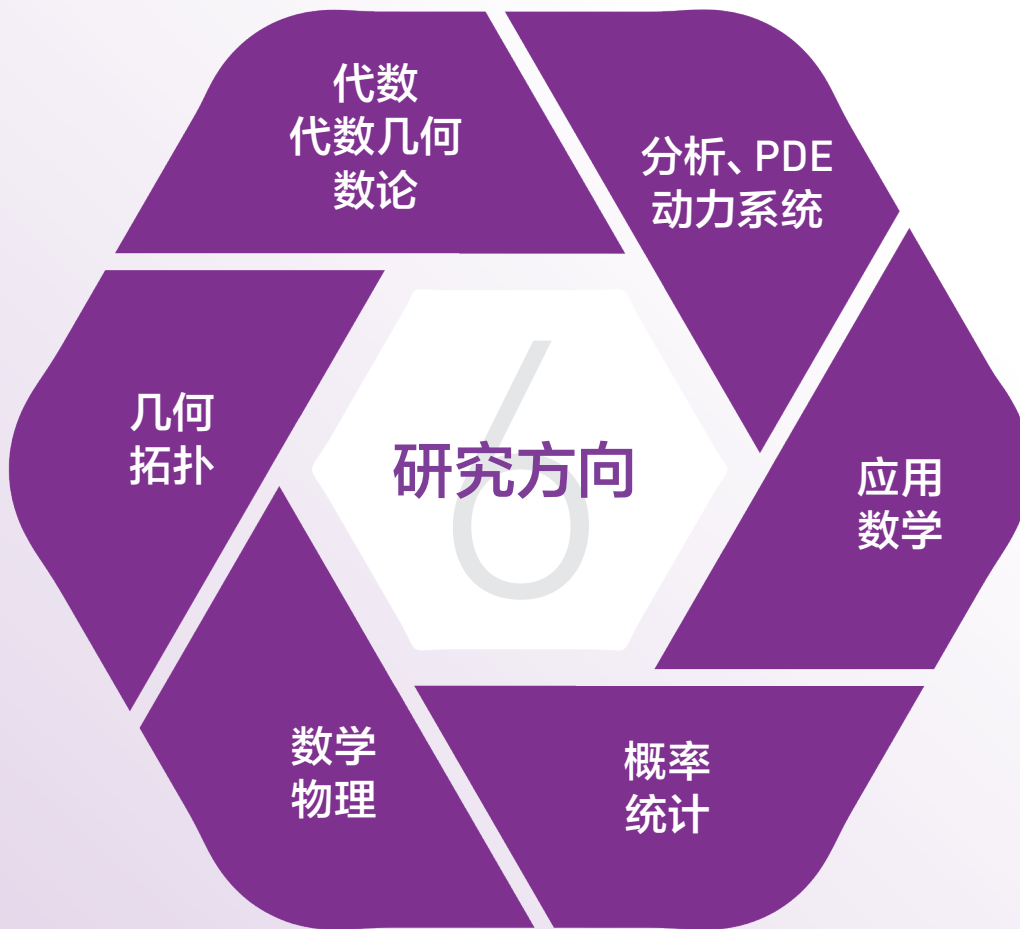 代数
代数几何
数论
分析、PDE
动力系统
几何
拓扑
6
研究方向
应用
数学
数学
物理
概率
统计